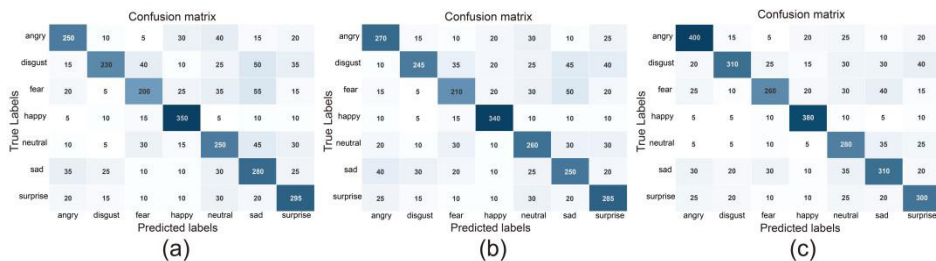 Confusion matrix
True Labels
angry 250 10 5 30 40 15 20
disgust 15 230 40 10 25 50 35
fear 20 5 200 10 35 55 15
happy 5 10 15 350 5 10 10
neutral 10 5 30 15 250 45 30
sad 35 25 10 10 30 280 25
surprise 20 15 10 10 30 20 295
angry disgust fear happy neutral sad surprise
Predicted labels
(a)
Confusion matrix
True Labels
angry 270 15 10 20 30 10 25
disgust 10 245 35 20 25 45 40
fear 15 5 210 20 30 50 20
happy 5 5 15 340 10 10 10
neutral 20 10 30 10 260 30 30
sad 40 30 20 10 25 250 20
surprise 25 15 10 10 30 20 285
angry disgust fear happy neutral sad surprise
Predicted labels
(b)
Confusion matrix
True Labels
angry 400 15 5 20 25 10 20
disgust 20 310 25 15 30 30 40
fear 25 10 260 20 30 40 15
happy 5 5 10 380 10 10 10
neutral 5 5 10 5 280 35 25
sad 30 20 30 10 35 310 20
surprise 25 20 10 10 25 20 300
angry disgust fear happy neutral sad surprise
Predicted labels
(c)